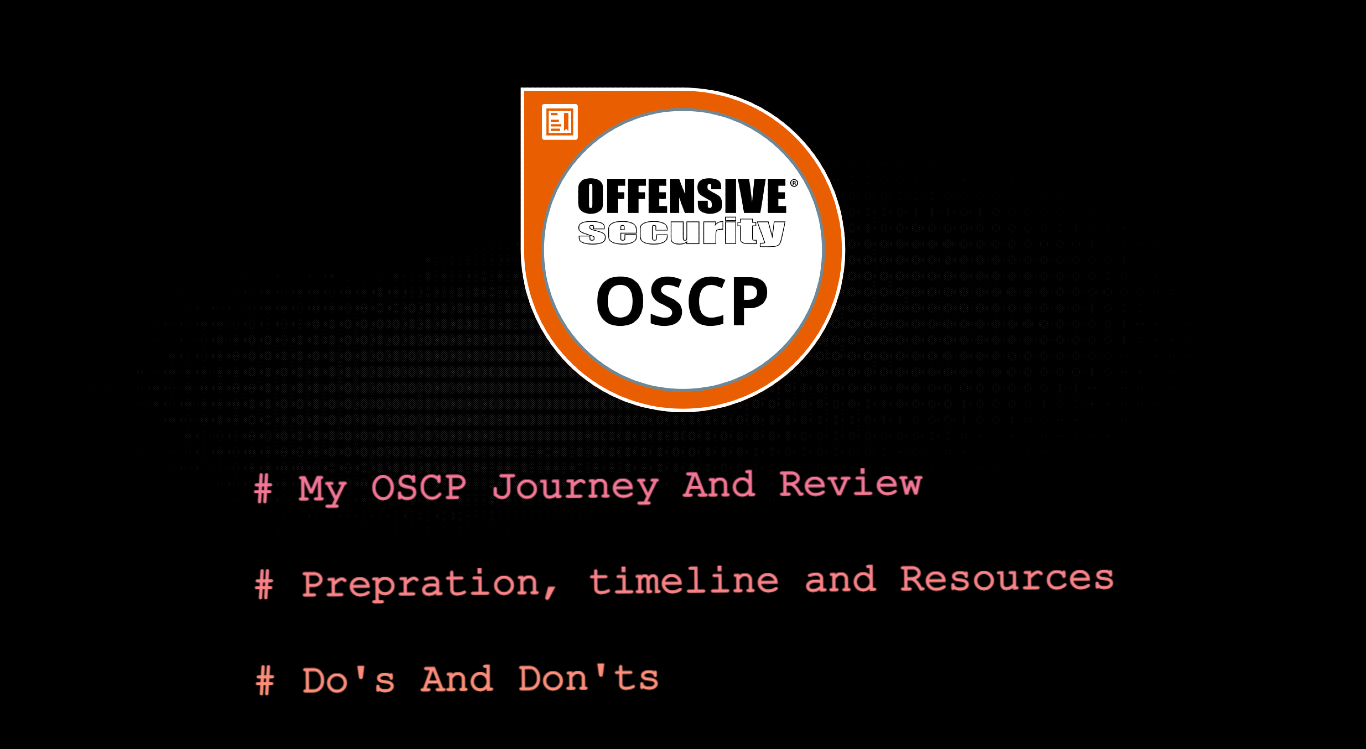 OFFENSIVE®
security
OSCP
# My OSCP Journey And Review
# Prepration, timeline and Resources
# Do's And Don'ts